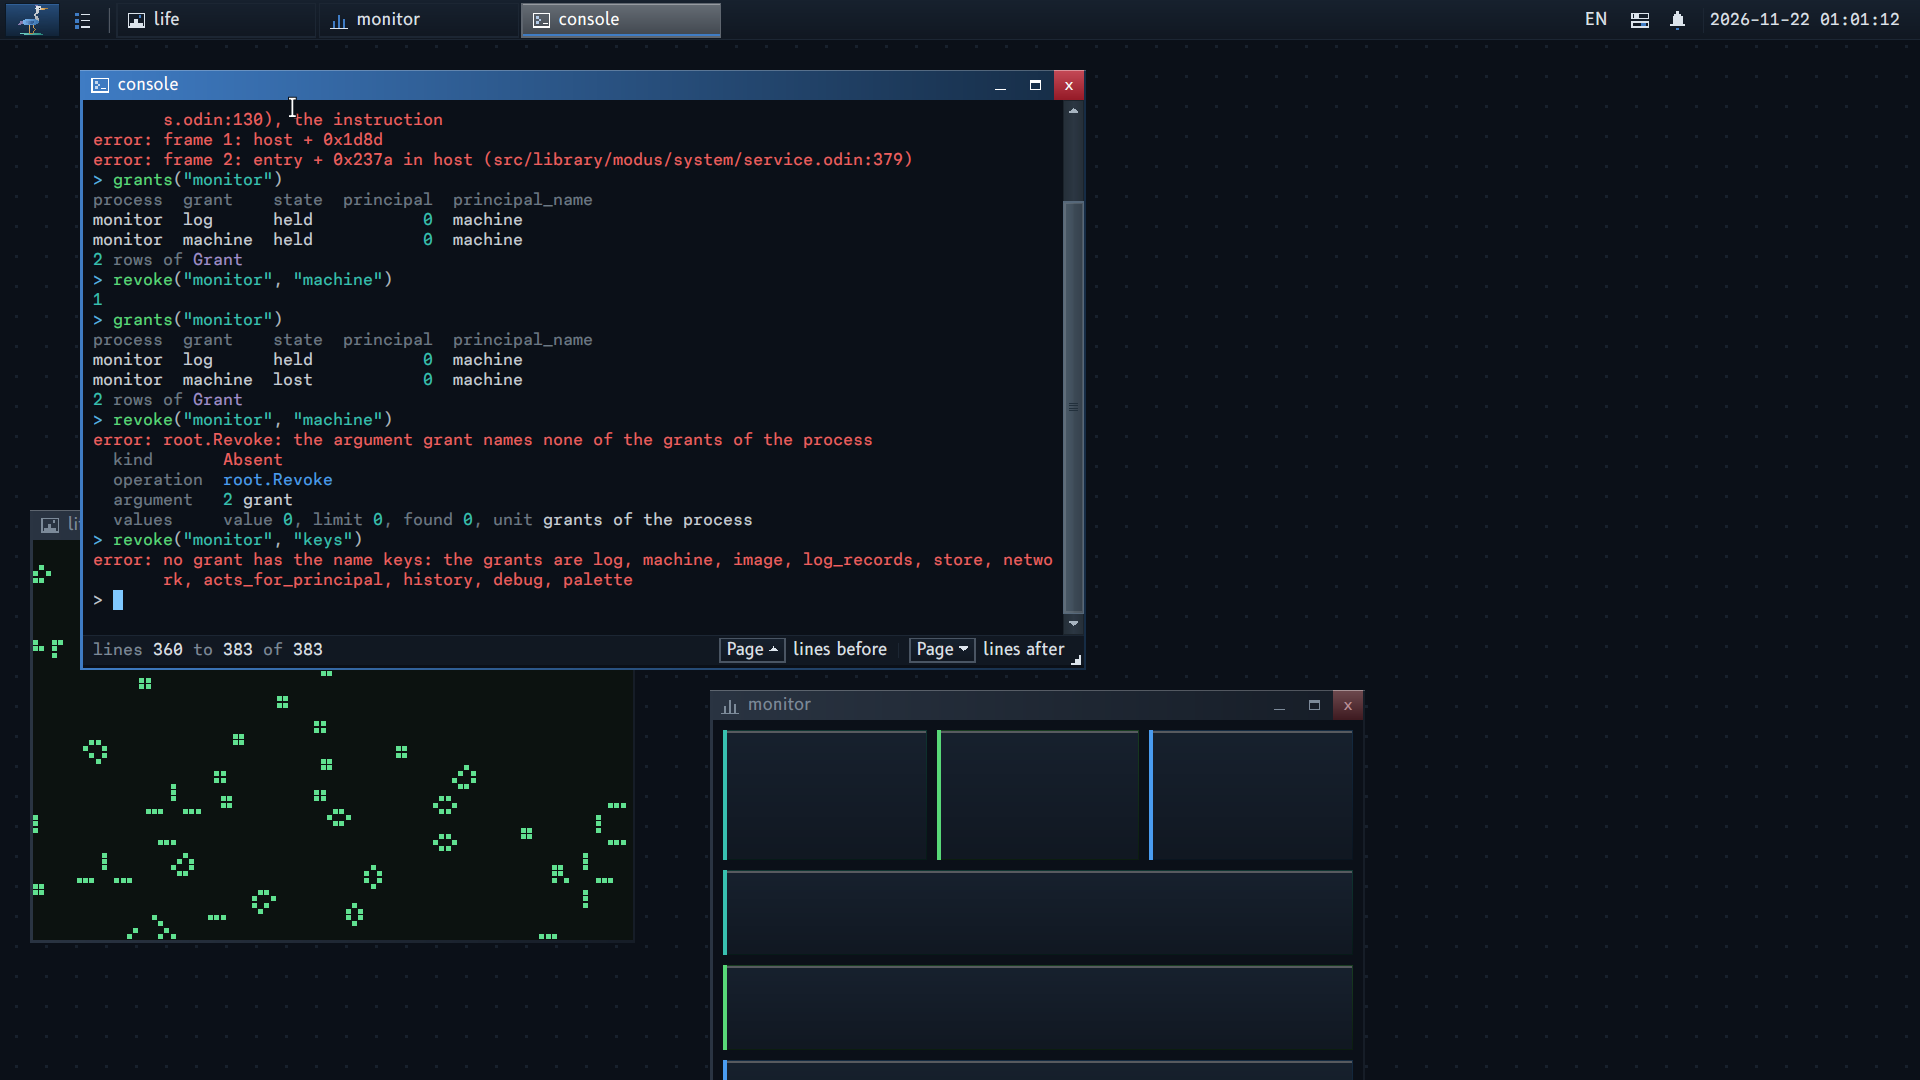 life
monitor
console
EN
2026-11-22 01:01:12
console
s.odin:130), the instruction
error: frame 1: host + 0x1d8d
error: frame 2: entry + 0x237a in host (src/library/modus/system/service.odin:379)
> grants("monitor")
process  grant    state  principal  principal_name
monitor  log      held           0  machine
monitor  machine  held           0  machine
2 rows of Grant
> revoke("monitor", "machine")
1
> grants("monitor")
process  grant    state  principal  principal_name
monitor  log      held           0  machine
monitor  machine  lost           0  machine
2 rows of Grant
> revoke("monitor", "machine")
error: root.Revoke: the argument grant names none of the grants of the process
kind       Absent
operation  root.Revoke
argument   2 grant
values     value 0, limit 0, found 0, unit grants of the process
> revoke("monitor", "keys")
error: no grant has the name keys: the grants are log, machine, image, log_records, store, netwo
rk, acts_for_principal, history, debug, palette
>
lines 360 to 383 of 383
Page lines before
Page lines after
li
monitor